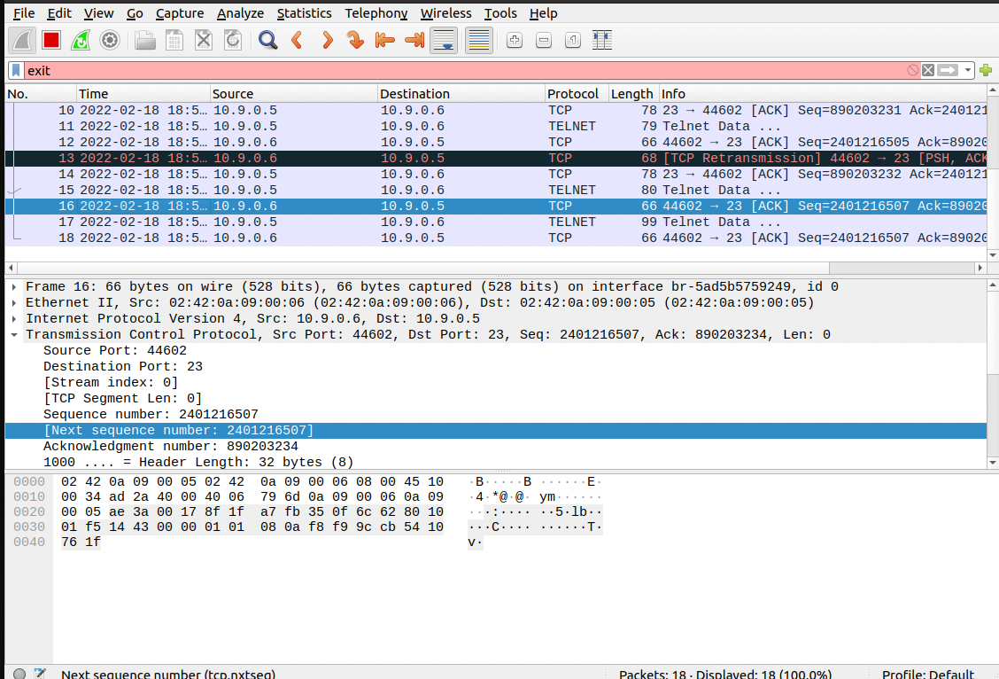 File Edit View Go Capture Analyze Statistics Telephony Wireless Tools Help
exit
No. Time Source Destination Protocol Length Info
10 2022-02-18 18:5… 10.9.0.5 10.9.0.6 TCP 78 23 → 44602 [ACK] Seq=890203231 Ack=240121
11 2022-02-18 18:5… 10.9.0.5 10.9.0.6 TELNET 79 Telnet Data ...
12 2022-02-18 18:5… 10.9.0.6 10.9.0.5 TCP 66 44602 → 23 [ACK] Seq=2401216505 Ack=89020
13 2022-02-18 18:5… 10.9.0.6 10.9.0.5 TCP 68 [TCP Retransmission] 44602 → 23 [PSH, ACK
14 2022-02-18 18:5… 10.9.0.5 10.9.0.6 TCP 78 23 → 44602 [ACK] Seq=890203232 Ack=240121
15 2022-02-18 18:5… 10.9.0.5 10.9.0.6 TELNET 80 Telnet Data ...
16 2022-02-18 18:5… 10.9.0.6 10.9.0.5 TCP 66 44602 → 23 [ACK] Seq=2401216507 Ack=89020
17 2022-02-18 18:5… 10.9.0.5 10.9.0.6 TELNET 99 Telnet Data ...
18 2022-02-18 18:5… 10.9.0.6 10.9.0.5 TCP 66 44602 → 23 [ACK] Seq=2401216507 Ack=89020
Frame 16: 66 bytes on wire (528 bits), 66 bytes captured (528 bits) on interface br-5ad5b5759249, id 0
Ethernet II, Src: 02:42:0a:09:00:06 (02:42:0a:09:00:06), Dst: 02:42:0a:09:00:05 (02:42:0a:09:00:05)
Internet Protocol Version 4, Src: 10.9.0.6, Dst: 10.9.0.5
Transmission Control Protocol, Src Port: 44602, Dst Port: 23, Seq: 2401216507, Ack: 890203234, Len: 0
Source Port: 44602
Destination Port: 23
[Stream index: 0]
[TCP Segment Len: 0]
Sequence number: 2401216507
[Next sequence number: 2401216507]
Acknowledgment number: 890203234
1000 .... = Header Length: 32 bytes (8)
0000 02 42 0a 09 00 05 02 42 0a 09 00 06 08 00 45 10 ·B·····B ······E·
0010 00 34 ad 2a 40 00 40 06 79 6d 0a 09 00 06 0a 09 ·4·*@·@· ym······
0020 00 05 ae 3a 00 17 8f 1f a7 fb 35 0f 6c 62 80 10 ···:···· ··5·lb··
0030 01 f5 14 43 00 00 01 01 08 0a f8 f9 9c cb 54 10 ···C···· ······T·
0040 76 1f v·
Next sequence number (tcp.nxtseq) Packets: 18 · Displayed: 18 (100.0%) Profile: Default